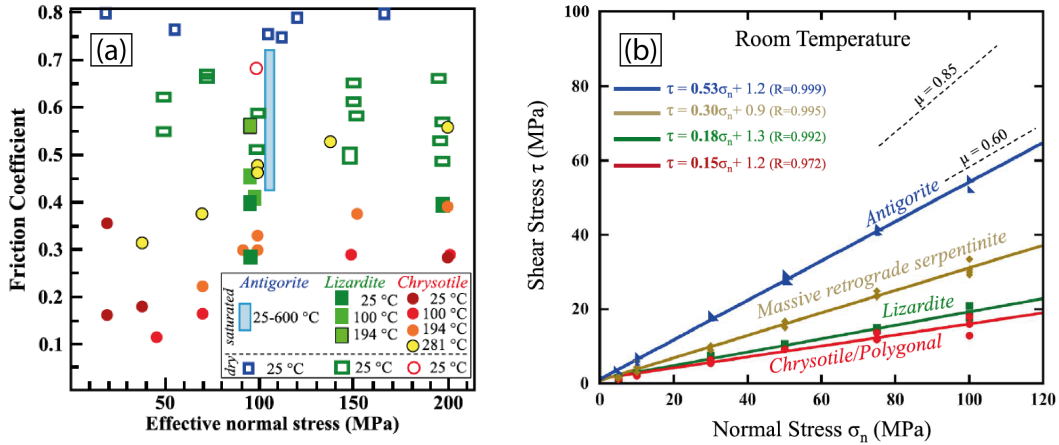 (a)
Friction Coefficient
0.8
0.7
0.6
0.5
0.4
0.3
0.2
0.1
50
100
150
200
Effective normal stress (MPa)
Antigorite
Lizardite
Chrysotile
saturated
25-600 °C
25 °C
100 °C
194 °C
25 °C
100 °C
194 °C
281 °C
dry
25 °C
25 °C
25 °C
(b)
Room Temperature
τ = 0.53σn + 1.2 (R=0.999)
τ = 0.30σn + 0.9 (R=0.995)
τ = 0.18σn + 1.3 (R=0.992)
τ = 0.15σn + 1.2 (R=0.972)
μ = 0.85
μ = 0.60
Antigorite
Massive retrograde serpentinite
Lizardite
Chrysotile/Polygonal
Shear Stress τ (MPa)
100
80
60
40
20
0
0
20
40
60
80
100
120
Normal Stress σn (MPa)